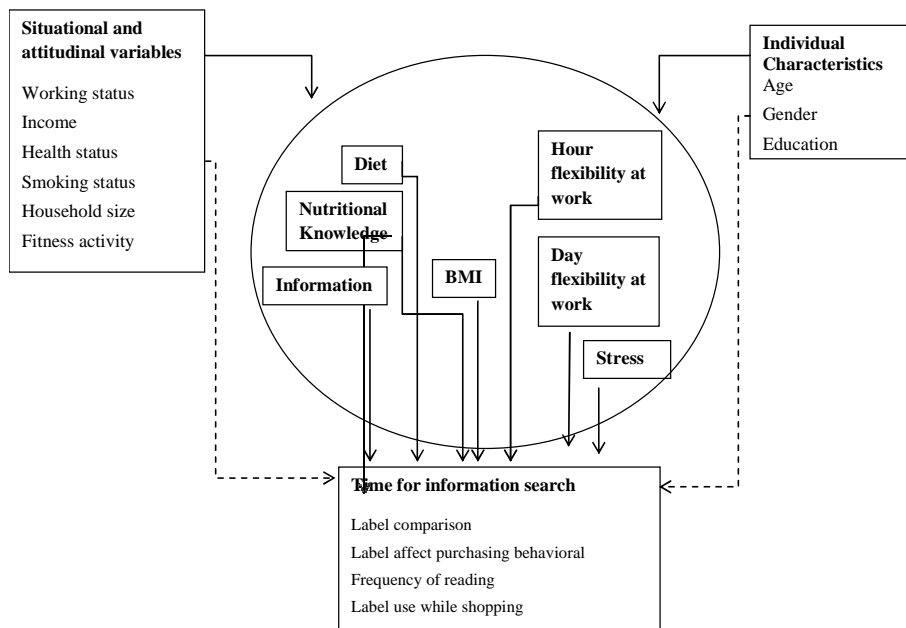 Situational and
attitudinal variables
Working status
Income
Health status
Smoking status
Household size
Fitness activity
Individual
Characteristics
Age
Gender
Education
Diet
Nutritional
Knowledge
Information
BMI
Hour
flexibility at
work
Day
flexibility at
work
Stress
Time for information search
Label comparison
Label affect purchasing behavioral
Frequency of reading
Label use while shopping